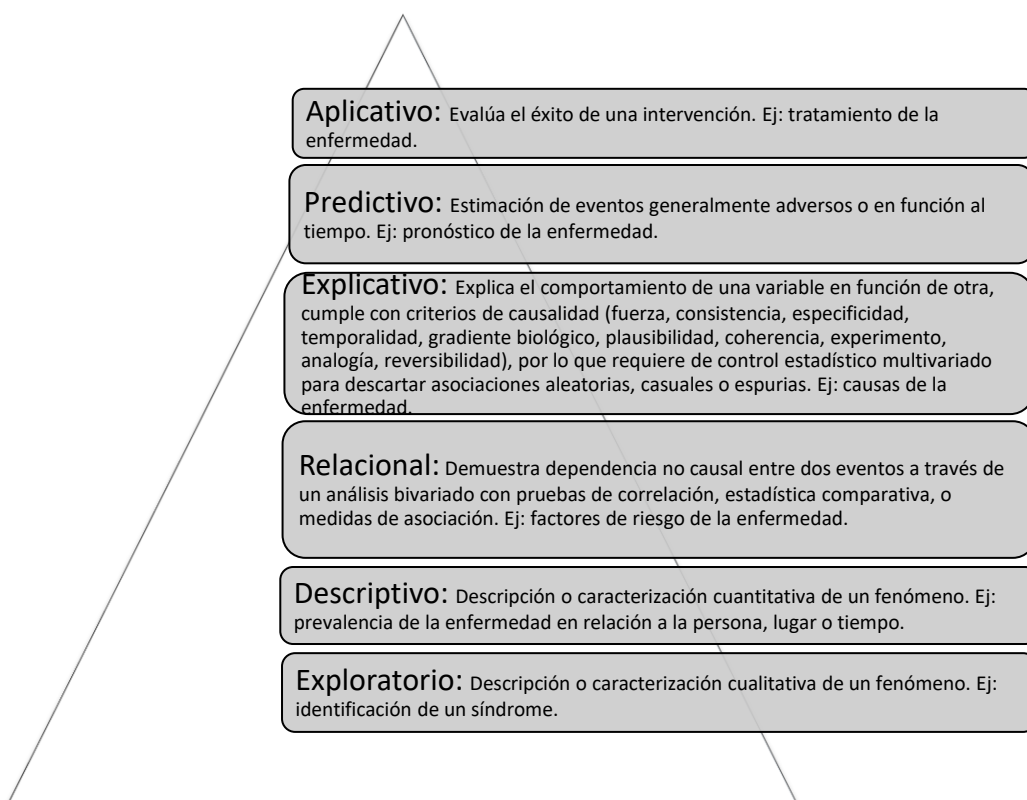 Aplicativo: Evalúa el éxito de una intervención. Ej: tratamiento de la
enfermedad.
Predictivo: Estimación de eventos generalmente adversos o en función al
tiempo. Ej: pronóstico de la enfermedad.
Explicativo: Explica el comportamiento de una variable en función de otra,
cumple con criterios de causalidad (fuerza, consistencia, especificidad,
temporalidad, gradiente biológico, plausibilidad, coherencia, experimento,
analogía, reversibilidad), por lo que requiere de control estadístico multivariado
para descartar asociaciones aleatorias, casuales o espurias. Ej: causas de la
enfermedad.
Relacional: Demuestra dependencia no causal entre dos eventos a través de
un análisis bivariado con pruebas de correlación, estadística comparativa, o
medidas de asociación. Ej: factores de riesgo de la enfermedad.
Descriptivo: Descripción o caracterización cuantitativa de un fenómeno. Ej:
prevalencia de la enfermedad en relación a la persona, lugar o tiempo.
Exploratorio: Descripción o caracterización cualitativa de un fenómeno. Ej:
identificación de un síndrome.